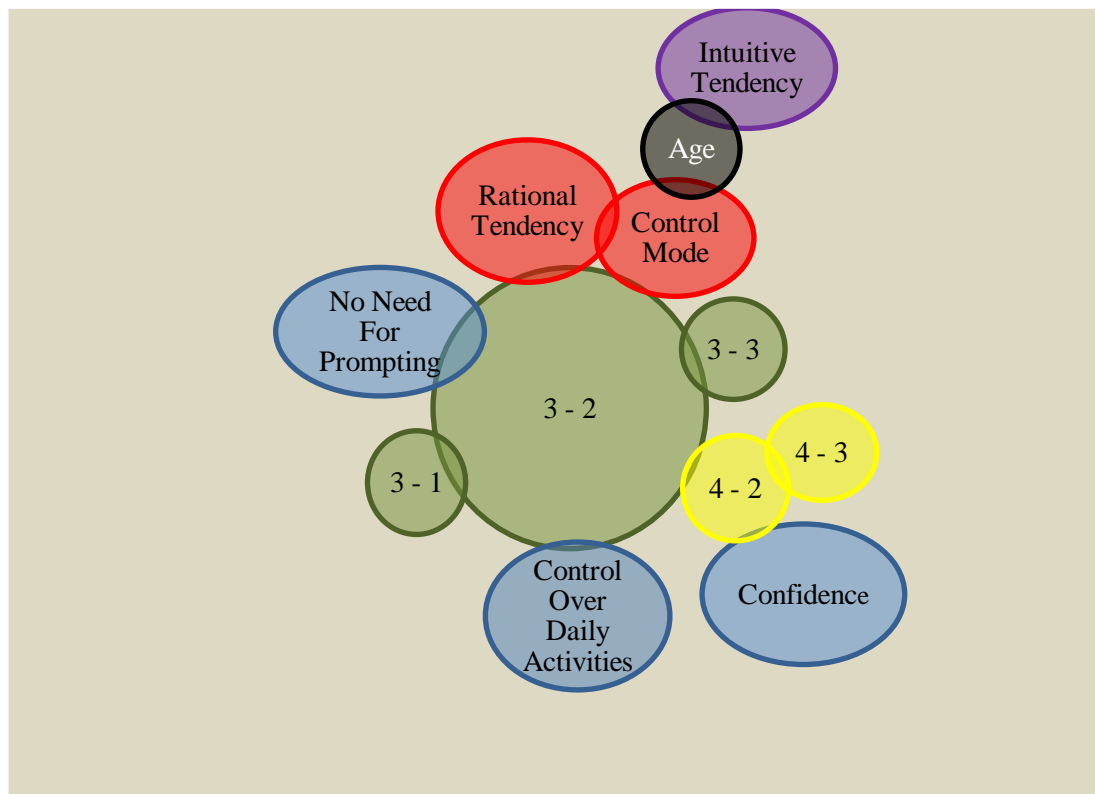 Intuitive
Tendency
Age
Rational
Tendency
Control
Mode
No Need
For
Prompting
3 - 3
3 - 2
4 - 3
3 - 1
4 - 2
Control
Over
Daily
Activities
Confidence